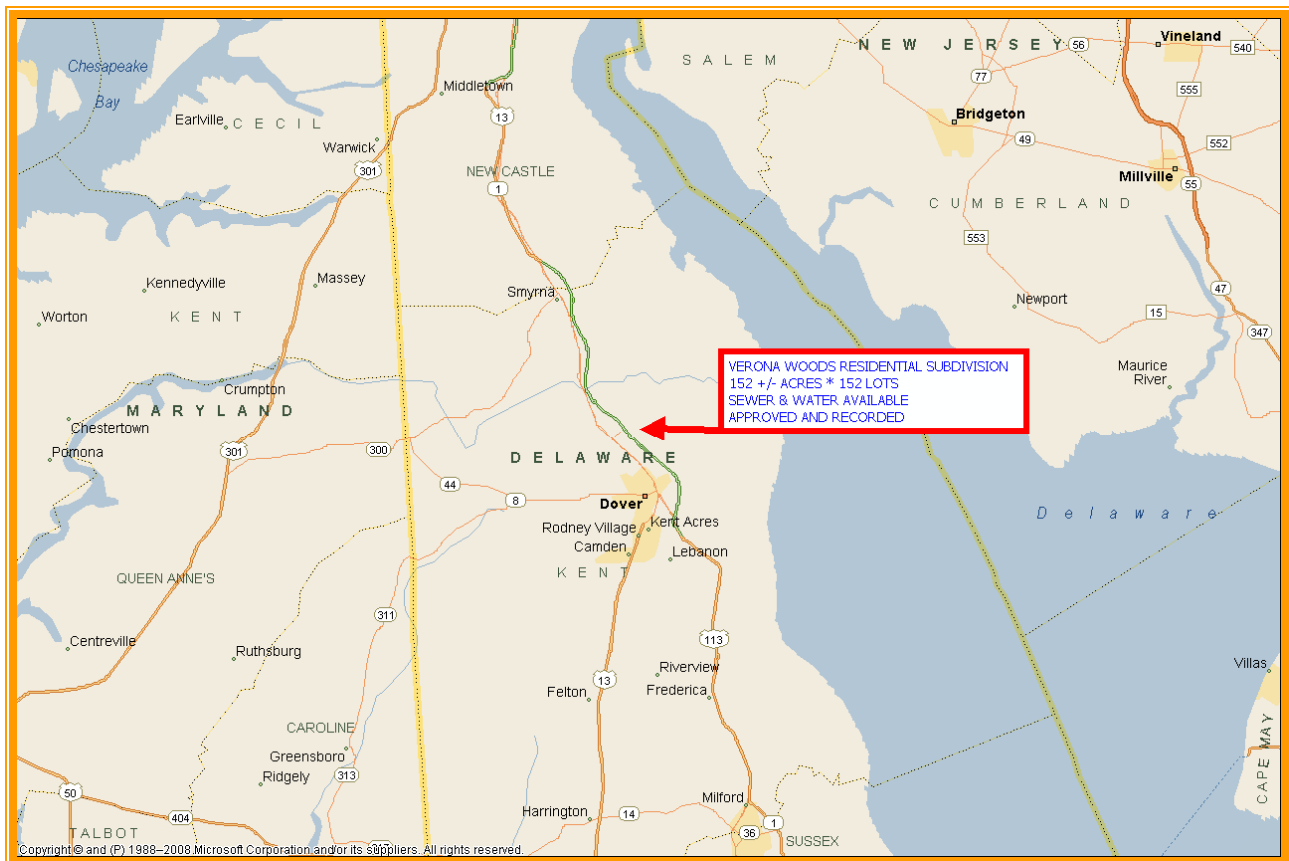 Vineland
NEW JERSEY
56
540
SALEM
Chesapeake
Bay
77
Middletown
555
13
Bridgeton
Earlville
CECIL
49
552
Warwick
301
NEW CASTLE
Millville
55
1
CUMBERLAND
553
Massey
Kennedyville
Smyrna
47
Newport
Worton
KENT
15
347
VERONA WOODS RESIDENTIAL SUBDIVISION
152 +/- ACRES * 152 LOTS
SEWER & WATER AVAILABLE
APPROVED AND RECORDED
Maurice
River
Crumpton
MARYLAND
Chestertown
Pomona
301
300
DELAWARE
44
8
Dover
Delaware
Rodney Village
Kent Acres
Camden
Lebanon
KENT
QUEEN ANNE'S
311
113
Centreville
Ruthsburg
Riverview
Villas
13
Felton
Frederica
CAROLINE
Greensboro
Ridgely
313
CAPE MAY
50
Milford
404
Harrington
14
1
36
TALBOT
SUSSEX
Copyright © and (P) 1988–2008 Microsoft Corporation and/or its suppliers. All rights reserved.